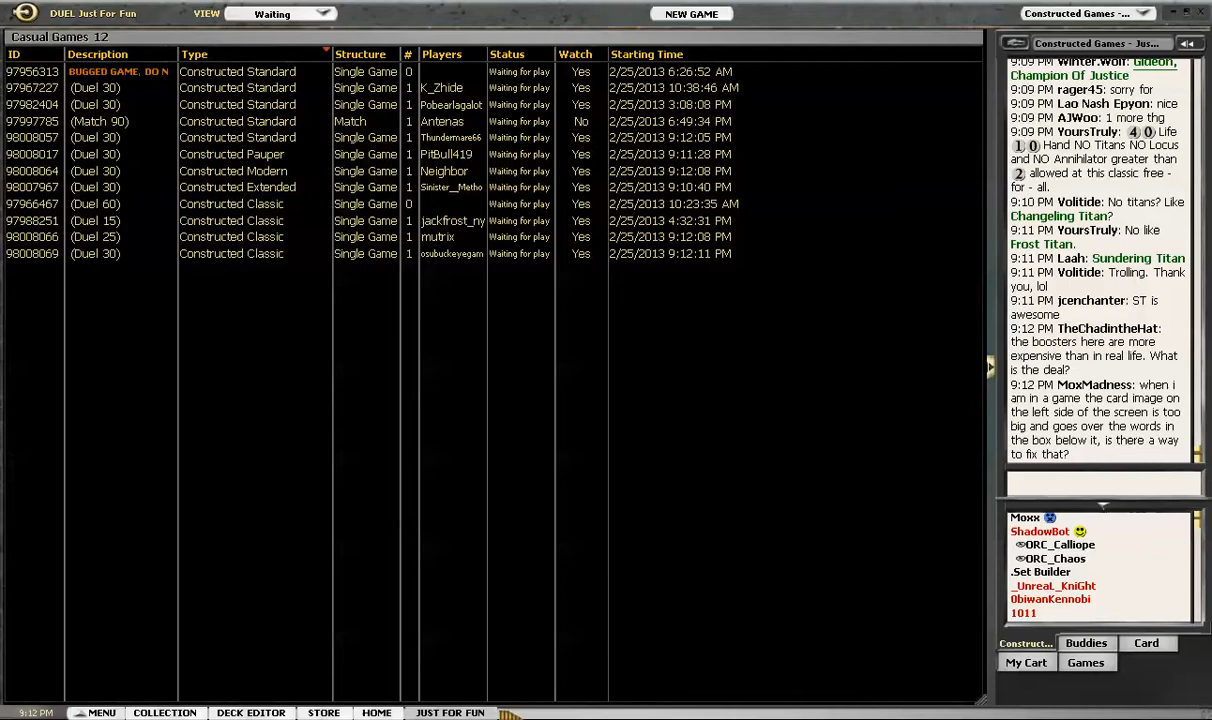 DUEL Just For Fun VIEW Waiting NEW GAME Constructed Games -...
Casual Games 12
ID Description Type Structure # Players Status Watch Starting Time
97956313 BUGGED GAME, DO N Constructed Standard Single Game 0 Waiting for play Yes 2/25/2013 6:26:52 AM
97967227 (Duel 30) Constructed Standard Single Game 1 K_Zhide Waiting for play Yes 2/25/2013 10:38:46 AM
97982404 (Duel 30) Constructed Standard Single Game 1 Pobearlagalot Waiting for play Yes 2/25/2013 3:08:08 PM
97997785 (Match 90) Constructed Standard Match 1 Antenas Waiting for play No 2/25/2013 6:49:34 PM
98008057 (Duel 30) Constructed Standard Single Game 1 Thundermare66 Waiting for play Yes 2/25/2013 9:12:05 PM
98008017 (Duel 30) Constructed Pauper Single Game 1 PitBull419 Waiting for play Yes 2/25/2013 9:11:28 PM
98008064 (Duel 30) Constructed Modern Single Game 1 Neighbor Waiting for play Yes 2/25/2013 9:12:08 PM
98007967 (Duel 30) Constructed Extended Single Game 1 Sinister__Metho Waiting for play Yes 2/25/2013 9:10:40 PM
97966467 (Duel 60) Constructed Classic Single Game 0 Waiting for play Yes 2/25/2013 10:23:35 AM
97988251 (Duel 15) Constructed Classic Single Game 1 jackfrost_ny Waiting for play Yes 2/25/2013 4:32:31 PM
98008066 (Duel 25) Constructed Classic Single Game 1 mutrix Waiting for play Yes 2/25/2013 9:12:08 PM
98008069 (Duel 30) Constructed Classic Single Game 1 osubuckeyegam Waiting for play Yes 2/25/2013 9:12:11 PM
Constructed Games - Jus...
9:09 PM Winter.Wolf: Gideon,
Champion Of Justice
9:09 PM rager45: sorry for
9:09 PM Lao Nash Epyon: nice
9:09 PM AJWoo: 1 more thg
9:09 PM YoursTruly: 4 0 Life
1 0 Hand NO Titans NO Locus
and NO Annihilator greater than
2 allowed at this classic free -
for - all.
9:10 PM Volitide: No titans? Like
Changeling Titan?
9:11 PM YoursTruly: No like
Frost Titan.
9:11 PM Laah: Sundering Titan
9:11 PM Volitide: Trolling. Thank
you, lol
9:11 PM jcenchanter: ST is
awesome
9:12 PM TheChadintheHat:
the boosters here are more
expensive than in real life. What
is the deal?
9:12 PM MoxMadness: when i
am in a game the card image on
the left side of the screen is too
big and goes over the words in
the box below it, is there a way
to fix that?
Moxx
ShadowBot
ORC_Calliope
ORC_Chaos
.Set Builder
_UnreaL_KniGht
0biwanKennobi
1011
Construct... Buddies Card
My Cart Games
9:12 PM MENU COLLECTION DECK EDITOR STORE HOME JUST FOR FUN